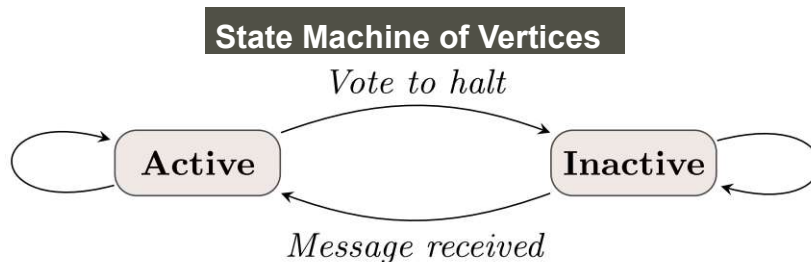 State Machine of Vertices
Vote to halt
Active
Inactive
Message received